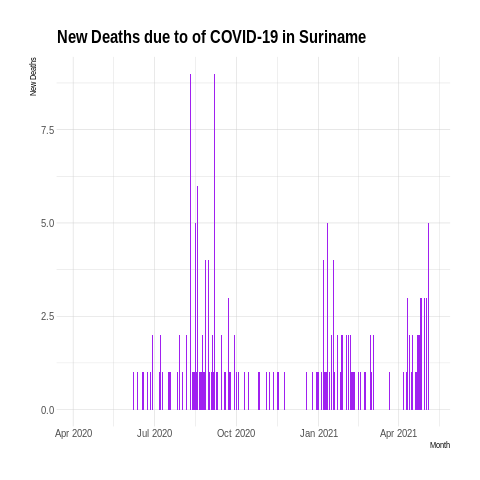 New Deaths due to of COVID-19 in Suriname
New Deaths
7.5
5.0
2.5
0.0
Apr 2020 Jul 2020 Oct 2020 Jan 2021 Apr 2021
Month